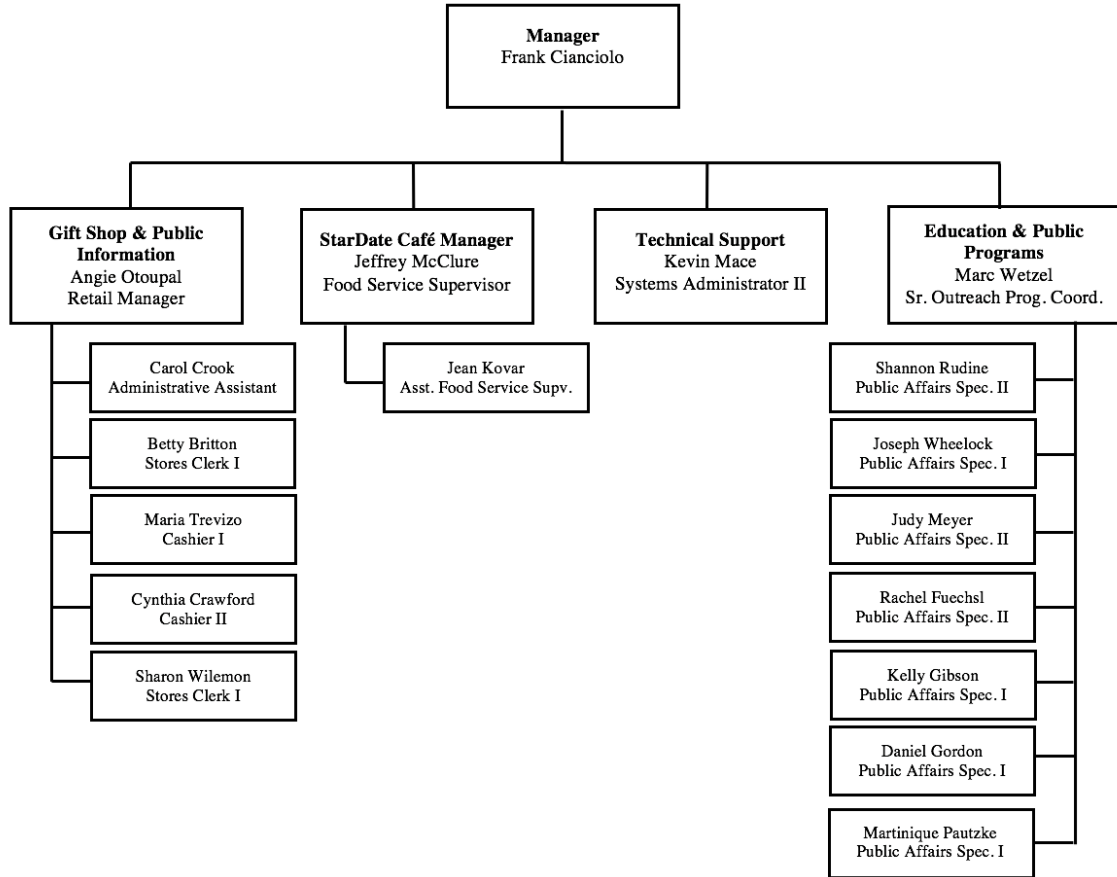 Manager
Frank Cianciolo
Gift Shop & Public
Information
Angie Otoupal
Retail Manager
Carol Crook
Administrative Assistant
Betty Britton
Stores Clerk I
Maria Trevizo
Cashier I
Cynthia Crawford
Cashier II
Sharon Wilemon
Stores Clerk I
StarDate Café Manager
Jeffrey McClure
Food Service Supervisor
Jean Kovar
Asst. Food Service Supv.
Technical Support
Kevin Mace
Systems Administrator II
Education & Public
Programs
Marc Wetzel
Sr. Outreach Prog. Coord.
Shannon Rudine
Public Affairs Spec. II
Joseph Wheelock
Public Affairs Spec. I
Judy Meyer
Public Affairs Spec. II
Rachel Fuechsl
Public Affairs Spec. II
Kelly Gibson
Public Affairs Spec. I
Daniel Gordon
Public Affairs Spec. I
Martinique Pautzke
Public Affairs Spec. I